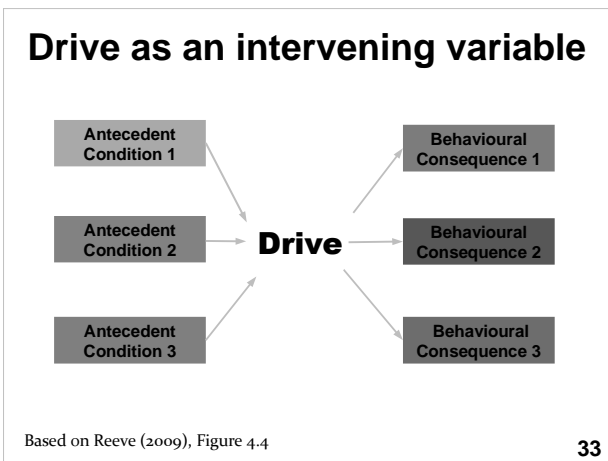 Drive as an intervening variable
Antecedent
Condition 1
Behavioural
Consequence 1
Antecedent
Condition 2
Drive
Behavioural
Consequence 2
Antecedent
Condition 3
Behavioural
Consequence 3
Based on Reeve (2009), Figure 4.4
33